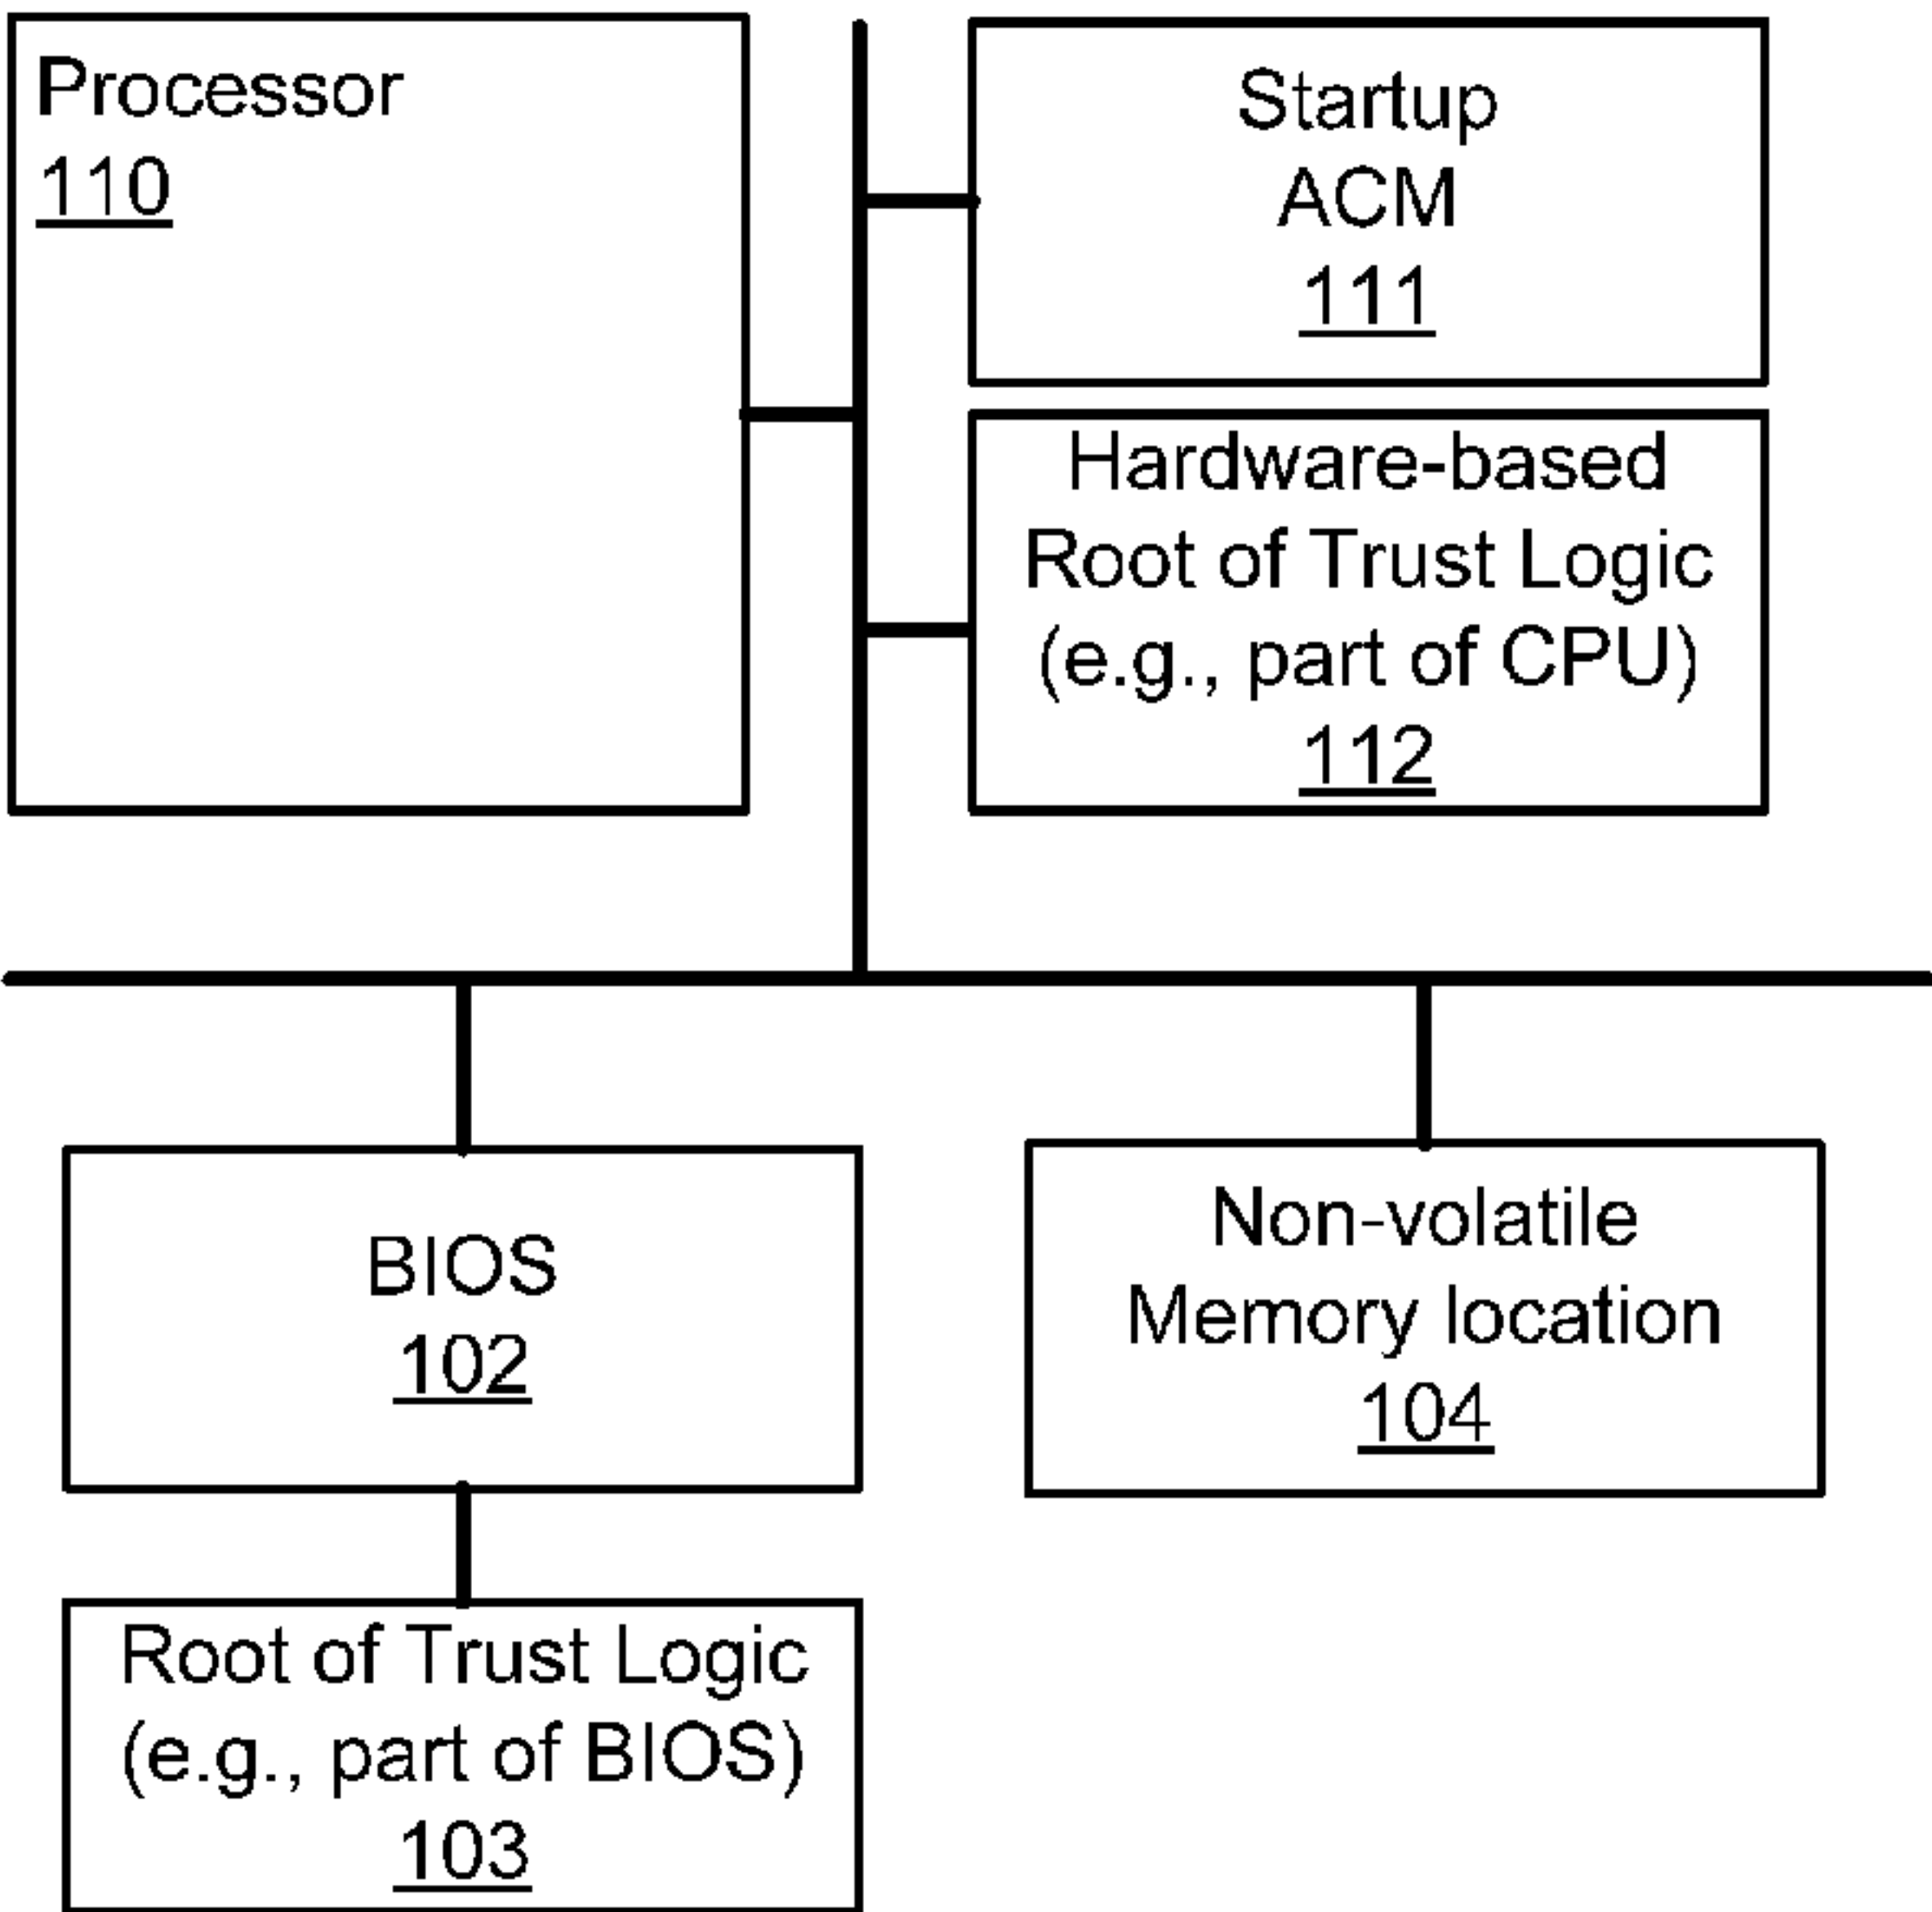 Processor
110
Startup
ACM
111
Hardware-based
Root of Trust Logic
(e.g., part of CPU)
112
BIOS
102
Non-volatile
Memory location
104
Root of Trust Logic
(e.g., part of BIOS)
103